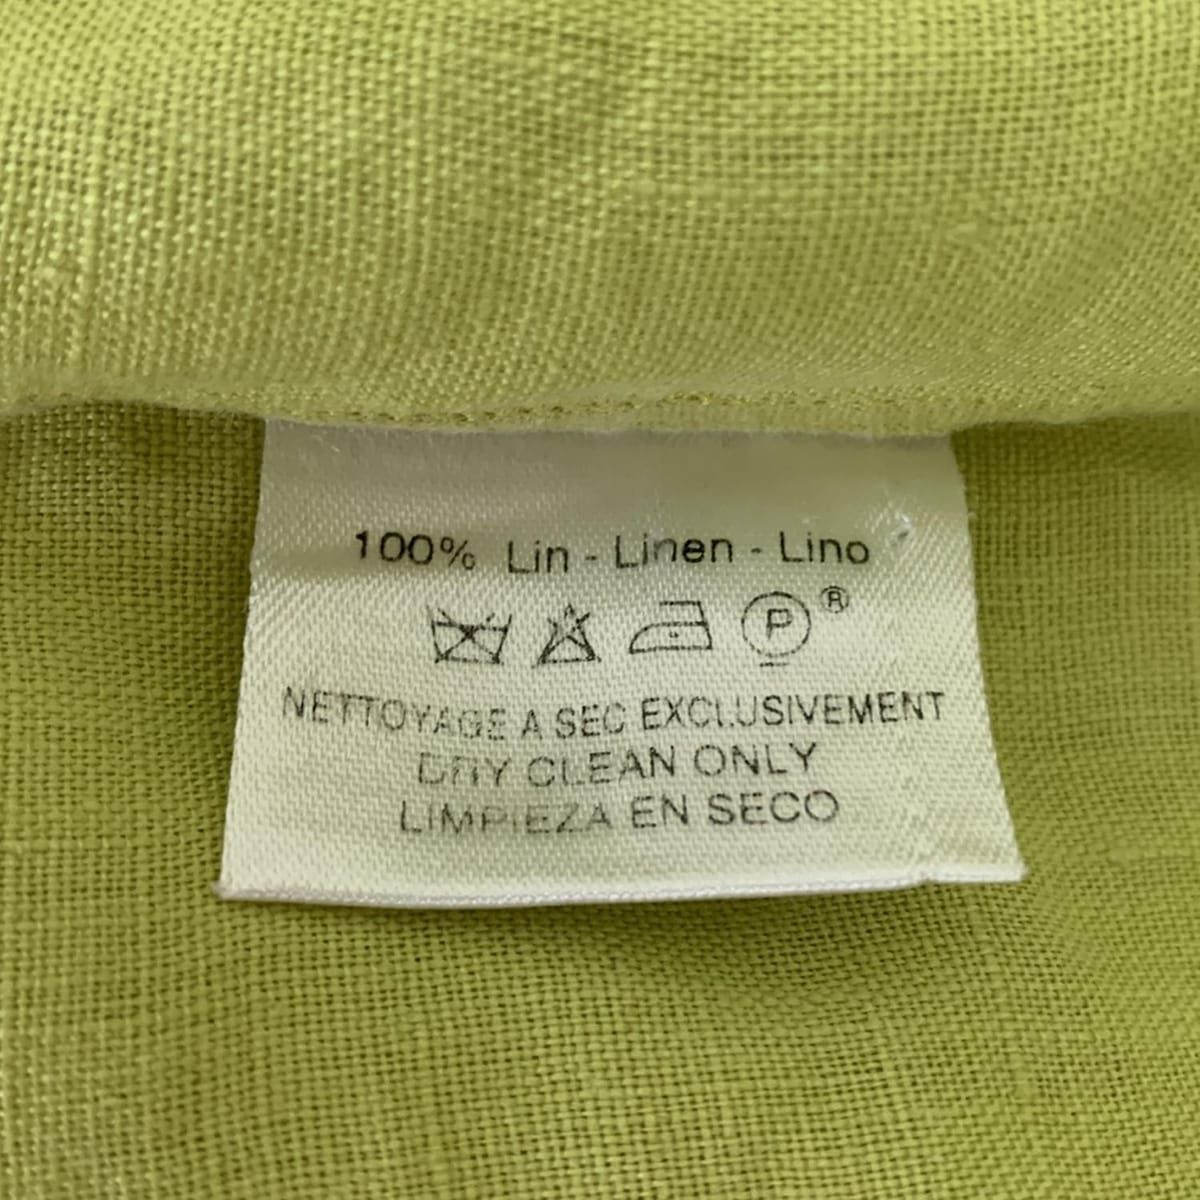 100% Lin - Linen - Lino
P®
NETTOYAGE A SEC EXCLUSIVEMENT
DRY CLEAN ONLY
LIMPIEZA EN SECO